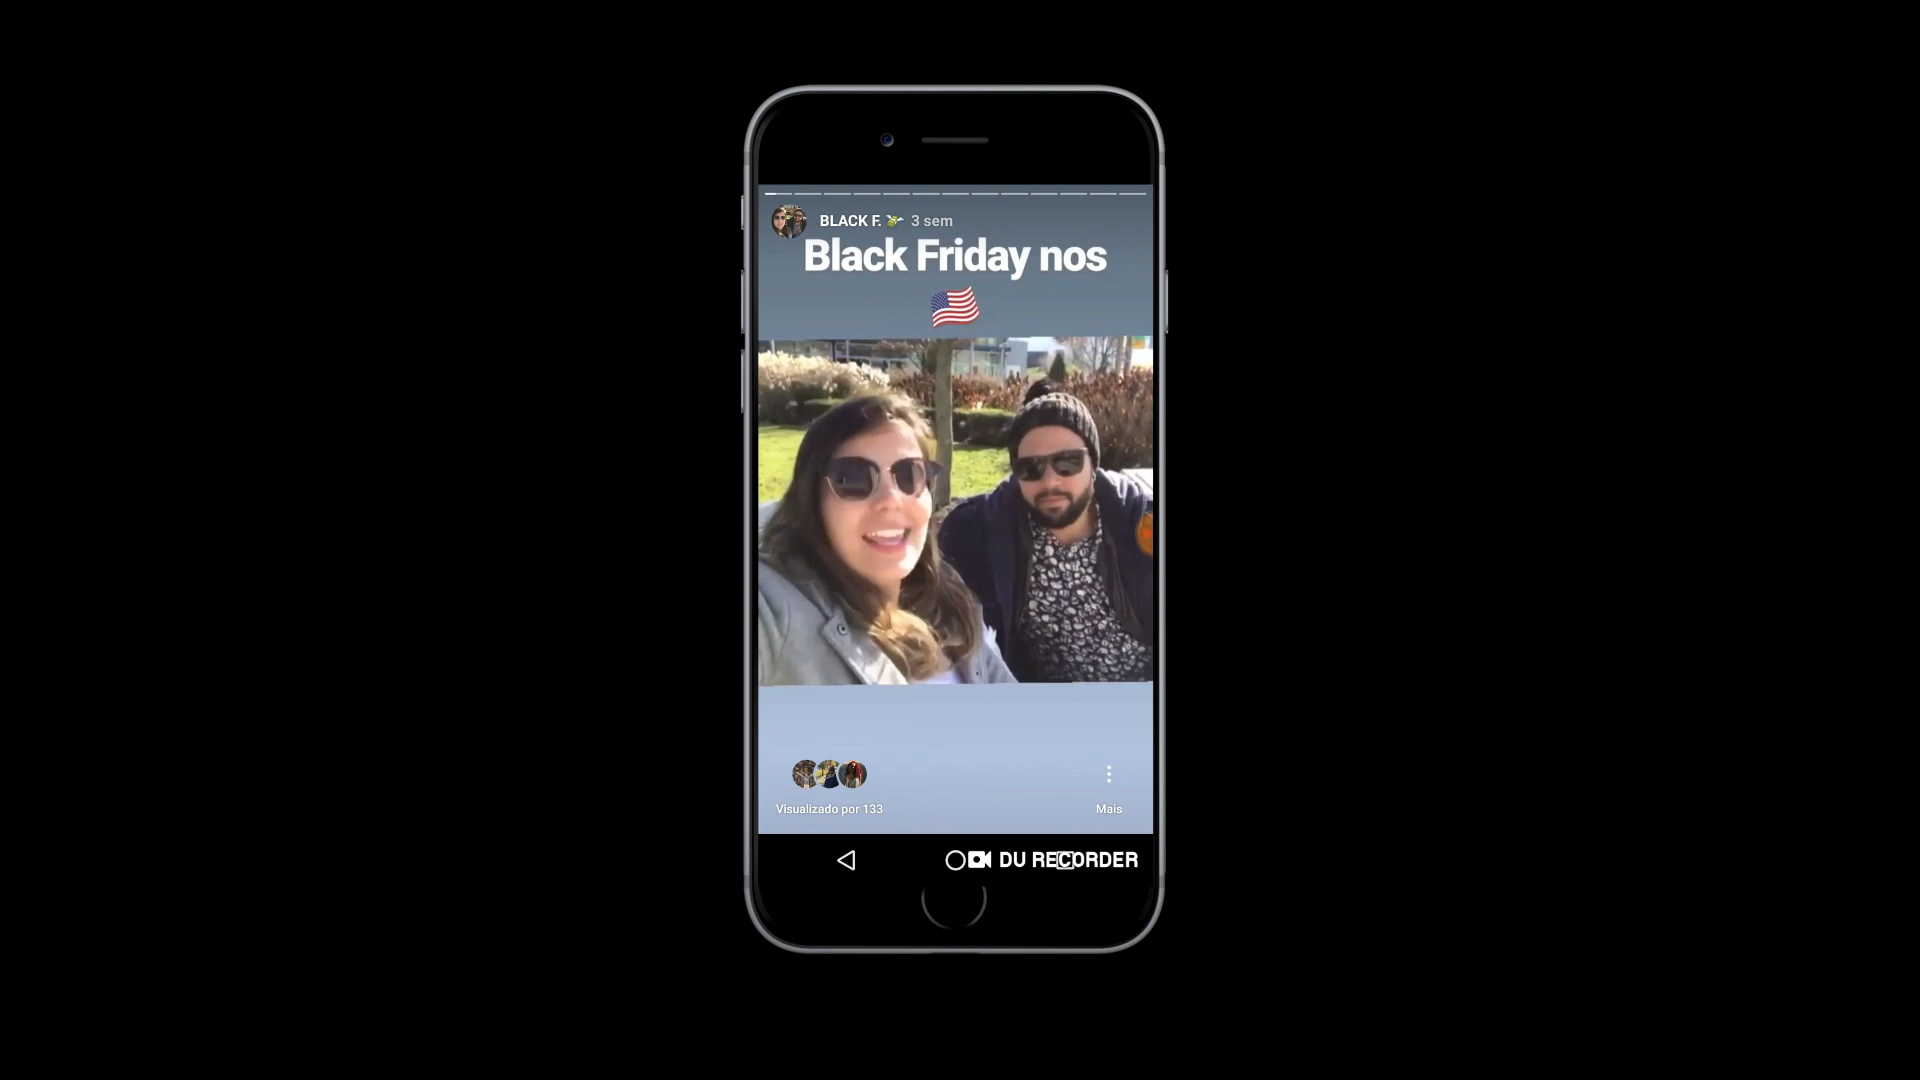 BLACK F. 💸 3 sem
Black Friday nos
🇺🇸
Visualizado por 133
Mais
DU RECORDER